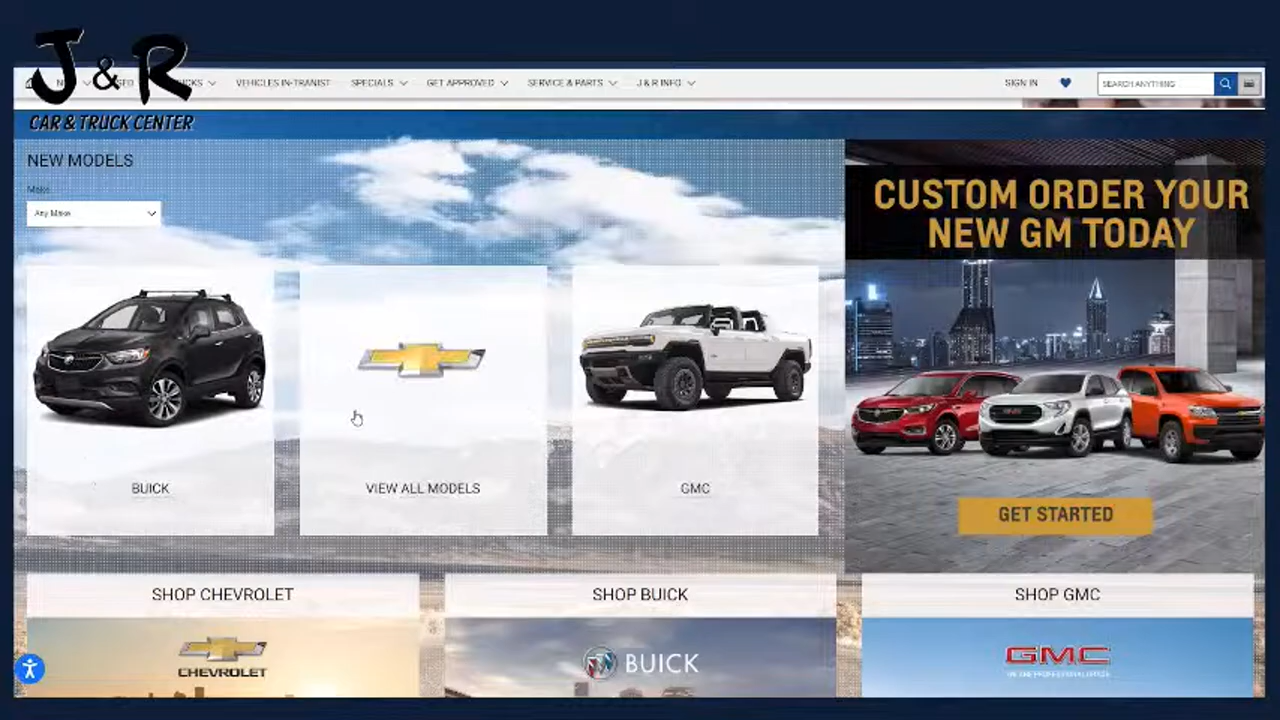 J & R
CAR & TRUCK CENTER
VEHICLES IN-TRANSIT
SPECIALS
GET APPROVED
SERVICE & PARTS
J & R INFO
SIGN IN
SEARCH ANYTHING
NEW MODELS
Make
Any Make
CUSTOM ORDER YOUR
NEW GM TODAY
BUICK
VIEW ALL MODELS
GMC
GET STARTED
SHOP CHEVROLET
SHOP BUICK
SHOP GMC
CHEVROLET
BUICK
GMC